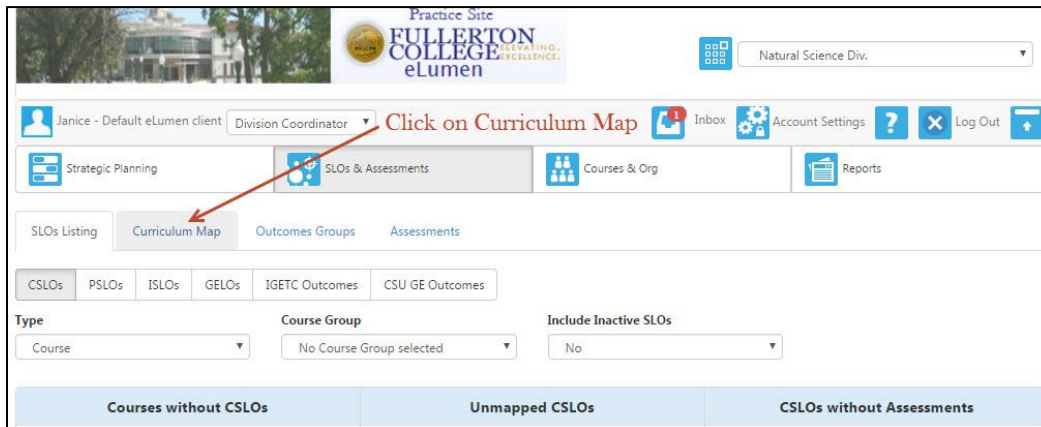 Practice Site
FULLERTON
COLLEGE ELEVATING. EXCELLENCE.
eLumen
Natural Science Div.
Janice - Default eLumen client Division Coordinator Click on Curriculum Map 1 Inbox Account Settings ? Log Out
Strategic Planning SLOs & Assessments Courses & Org Reports
SLOs Listing Curriculum Map Outcomes Groups Assessments
CSLOs PSLOs ISLOs GELOs IGETC Outcomes CSU GE Outcomes
Type Course Group Include Inactive SLOs
Course No Course Group selected No
Courses without CSLOs Unmapped CSLOs CSLOs without Assessments